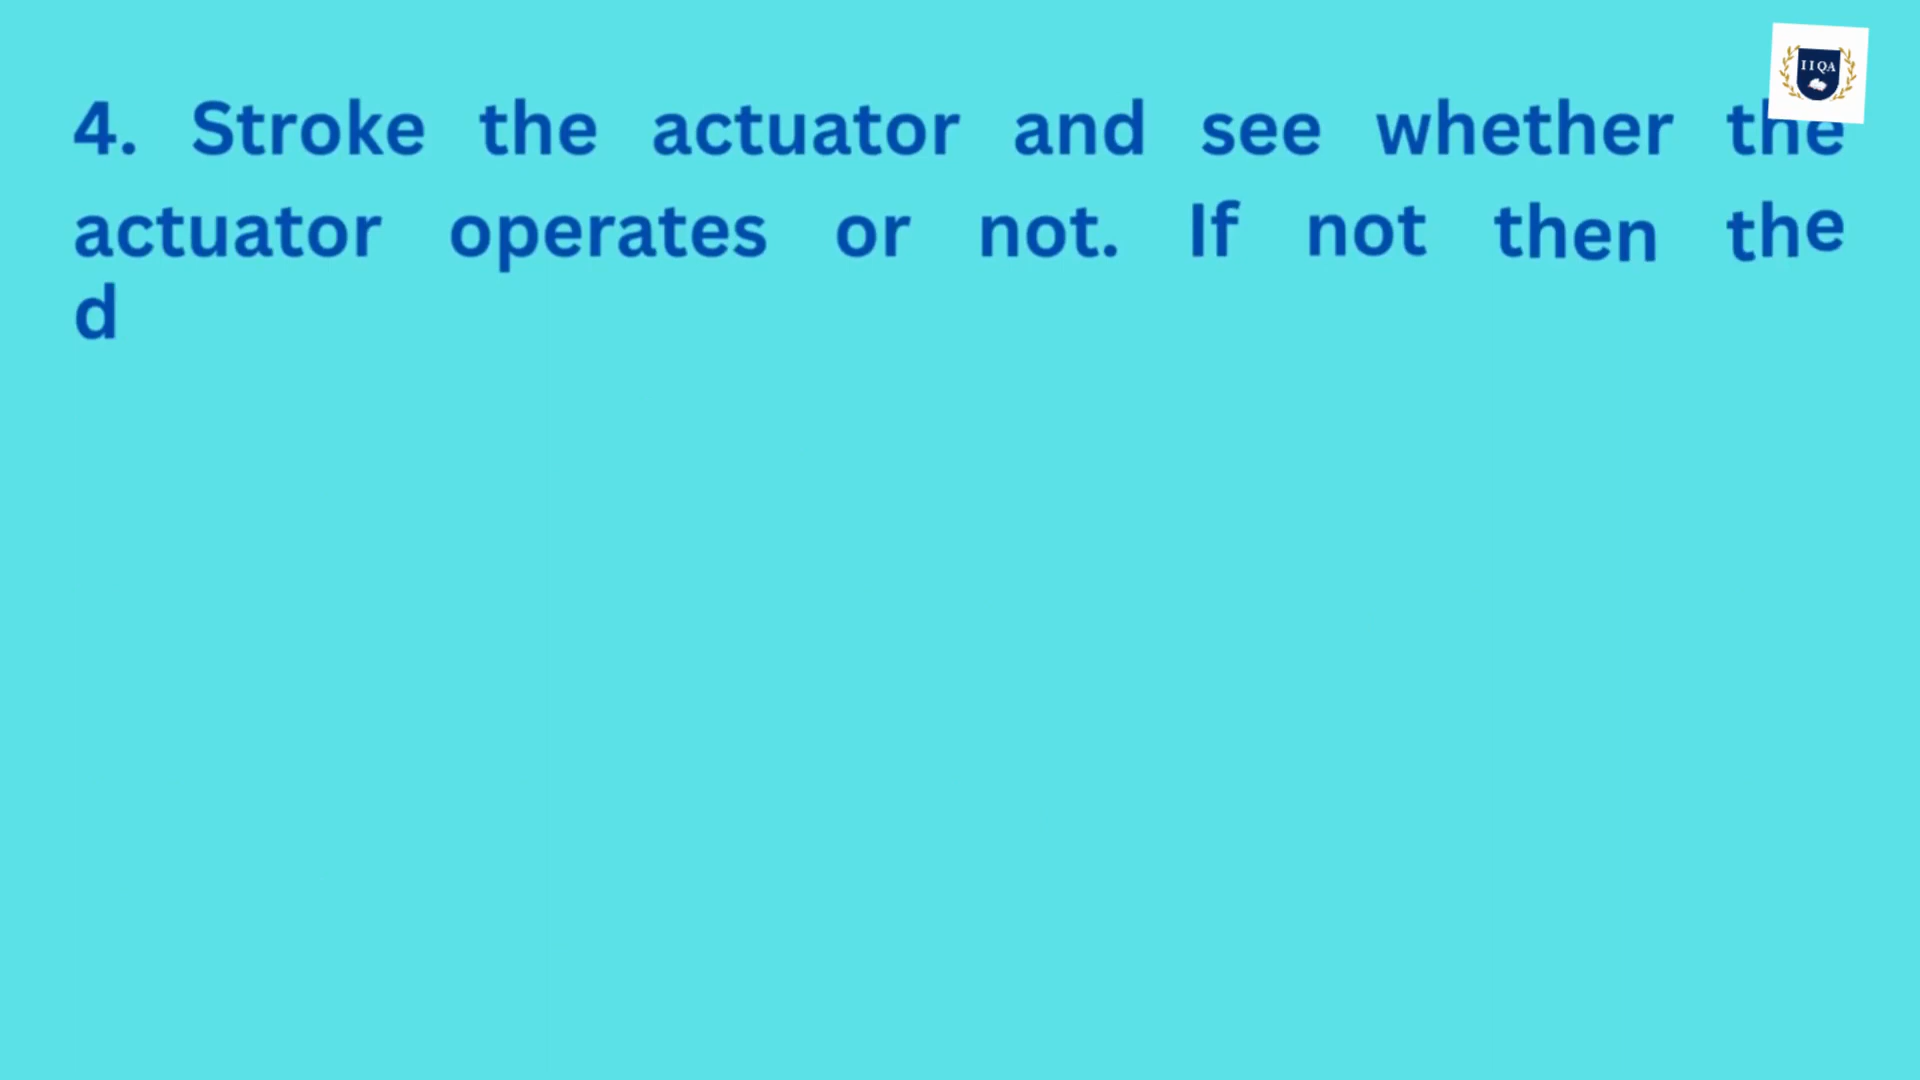 IIQA
4. Stroke the actuator and see whether the
actuator operates or not. If not then the
d